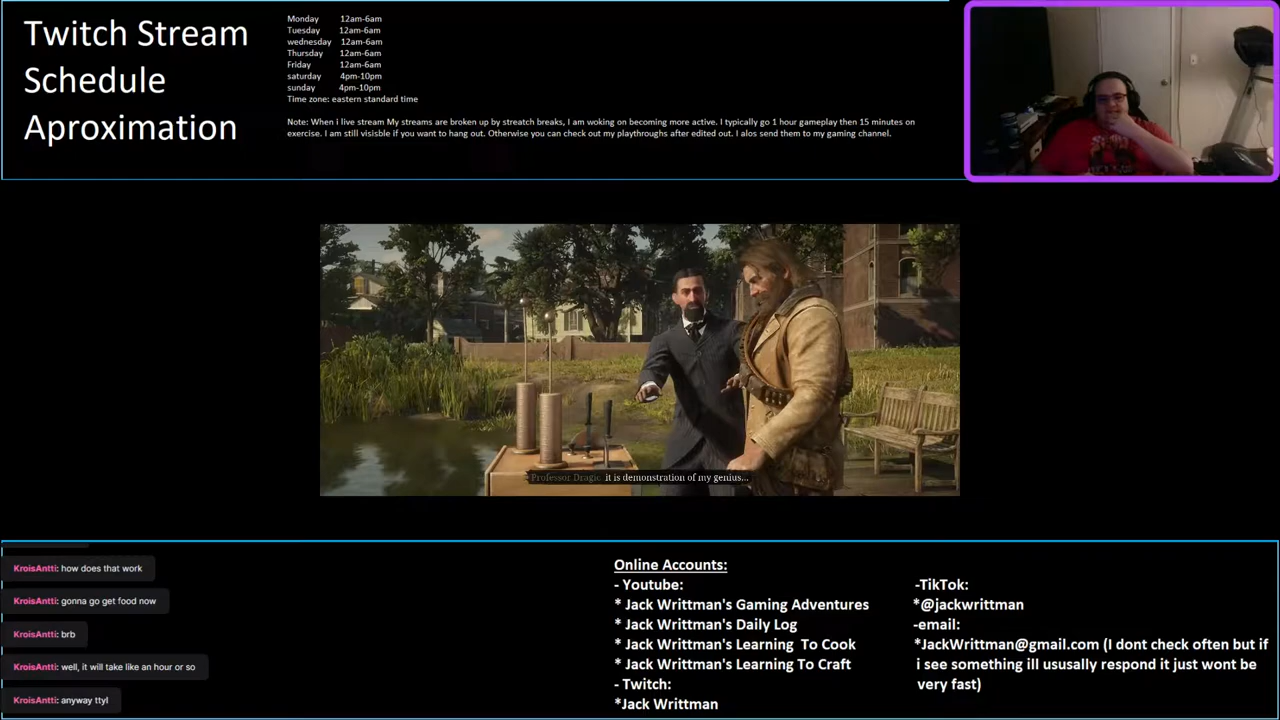 Twitch Stream
Schedule
Aproximation
Monday 12am-6am
Tuesday 12am-6am
wednesday 12am-6am
Thursday 12am-6am
Friday 12am-6am
saturday 4pm-10pm
sunday 4pm-10pm
Time zone: eastern standard time
Note: When i live stream My streams are broken up by streatch breaks, I am woking on becoming more active. I typically go 1 hour gameplay then 15 minutes on
exercise. I am still visisble if you want to hang out. Otherwise you can check out my playthroughs after edited out. I alos send them to my gaming channel.
Professor Dragic it is demonstration of my genius...
KroisAntti: how does that work
KroisAntti: gonna go get food now
KroisAntti: brb
KroisAntti: well, it will take like an hour or so
KroisAntti: anyway ttyl
Online Accounts:
- Youtube:
* Jack Writtman's Gaming Adventures
* Jack Writtman's Daily Log
* Jack Writtman's Learning To Cook
* Jack Writtman's Learning To Craft
- Twitch:
*Jack Writtman
-TikTok:
*@jackwrittman
-email:
*JackWrittman@gmail.com (I dont check often but if
i see something ill ususally respond it just wont be
very fast)